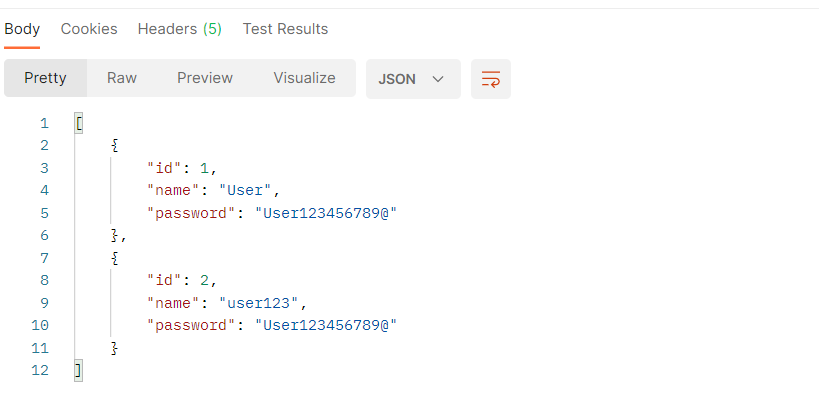 Body Cookies Headers (5) Test Results
Pretty Raw Preview Visualize JSON
1 [
2 {
3 "id": 1,
4 "name": "User",
5 "password": "User123456789@"
6 },
7 {
8 "id": 2,
9 "name": "user123",
10 "password": "User123456789@"
11 }
12 ]